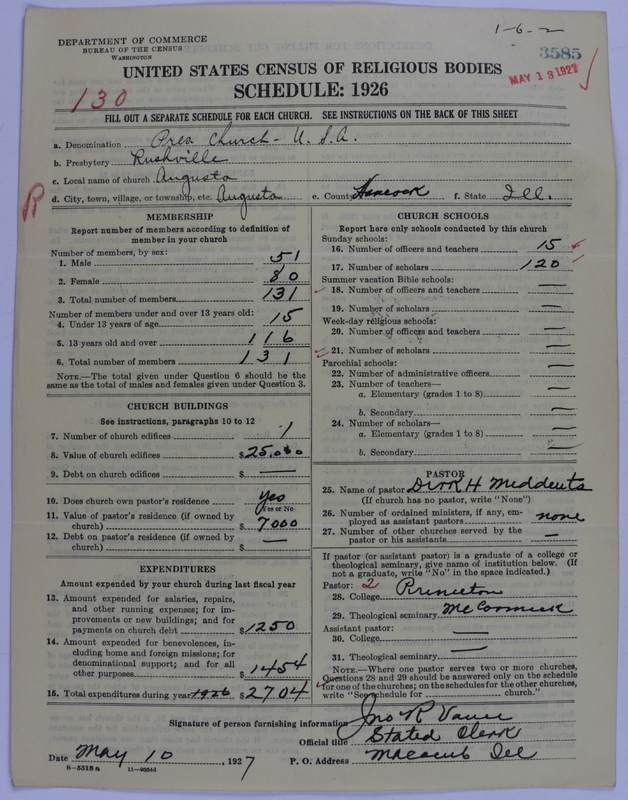 1-6-2
DEPARTMENT OF COMMERCE
BUREAU OF THE CENSUS
WASHINGTON
3585
MAY 13 1927
UNITED STATES CENSUS OF RELIGIOUS BODIES
SCHEDULE: 1926
130
FILL OUT A SEPARATE SCHEDULE FOR EACH CHURCH. SEE INSTRUCTIONS ON THE BACK OF THIS SHEET
a. Denomination Pres. Church - U. S. A.
b. Presbytery Rushville
c. Local name of church Augusta
R
d. City, town, village, or township, etc. Augusta e. County Hancock f. State Ill.
MEMBERSHIP
Report number of members according to definition of member in your church
Number of members, by sex:
1. Male 51
2. Female 80
3. Total number of members 131
Number of members under and over 13 years old:
4. Under 13 years of age 15
5. 13 years old and over 116
6. Total number of members 131
NOTE.—The total given under Question 6 should be the same as the total of males and females given under Question 3.
CHURCH BUILDINGS
See instructions, paragraphs 10 to 12
7. Number of church edifices 1
8. Value of church edifices $25,000
9. Debt on church edifices $ —
10. Does church own pastor's residence Yes
(Yes or No)
11. Value of pastor's residence (if owned by
church) $ 7000
12. Debt on pastor's residence (if owned by
church) $ —
EXPENDITURES
Amount expended by your church during last fiscal year
13. Amount expended for salaries, repairs,
and other running expenses; for im-
provements or new buildings; and for
payments on church debt $1250
14. Amount expended for benevolences, in-
cluding home and foreign missions; for
denominational support; and for all
other purposes $1454
15. Total expenditures during year 1926 $2704
CHURCH SCHOOLS
Report here only schools conducted by this church
Sunday schools:
16. Number of officers and teachers 15
17. Number of scholars 120
Summer vacation Bible schools:
18. Number of officers and teachers —
19. Number of scholars —
Week-day religious schools:
20. Number of officers and teachers —
21. Number of scholars —
Parochial schools:
22. Number of administrative officers —
23. Number of teachers—
a. Elementary (grades 1 to 8) —
b. Secondary —
24. Number of scholars—
a. Elementary (grades 1 to 8) —
b. Secondary —
PASTOR
25. Name of pastor Dirk H Middents
(If church has no pastor, write "None")
26. Number of ordained ministers, if any, em-
ployed as assistant pastors none
27. Number of other churches served by the
pastor or his assistants —
If pastor (or assistant pastor) is a graduate of a college or
theological seminary, give name of institution below. (If
not a graduate, write "No" in the space indicated.)
Pastor: 2
28. College Princeton
29. Theological seminary McCormick
Assistant pastor:
30. College —
31. Theological seminary —
NOTE.—Where one pastor serves two or more churches,
Questions 28 and 29 should be answered only on the schedule
for one of the churches; on the schedules for the other churches,
write "See schedule for church."
Signature of person furnishing information Jno R Vance
Official title Stated Clerk
Date May 10, 1927 P. O. Address Macomb Ill
8-5518a 11-9054d